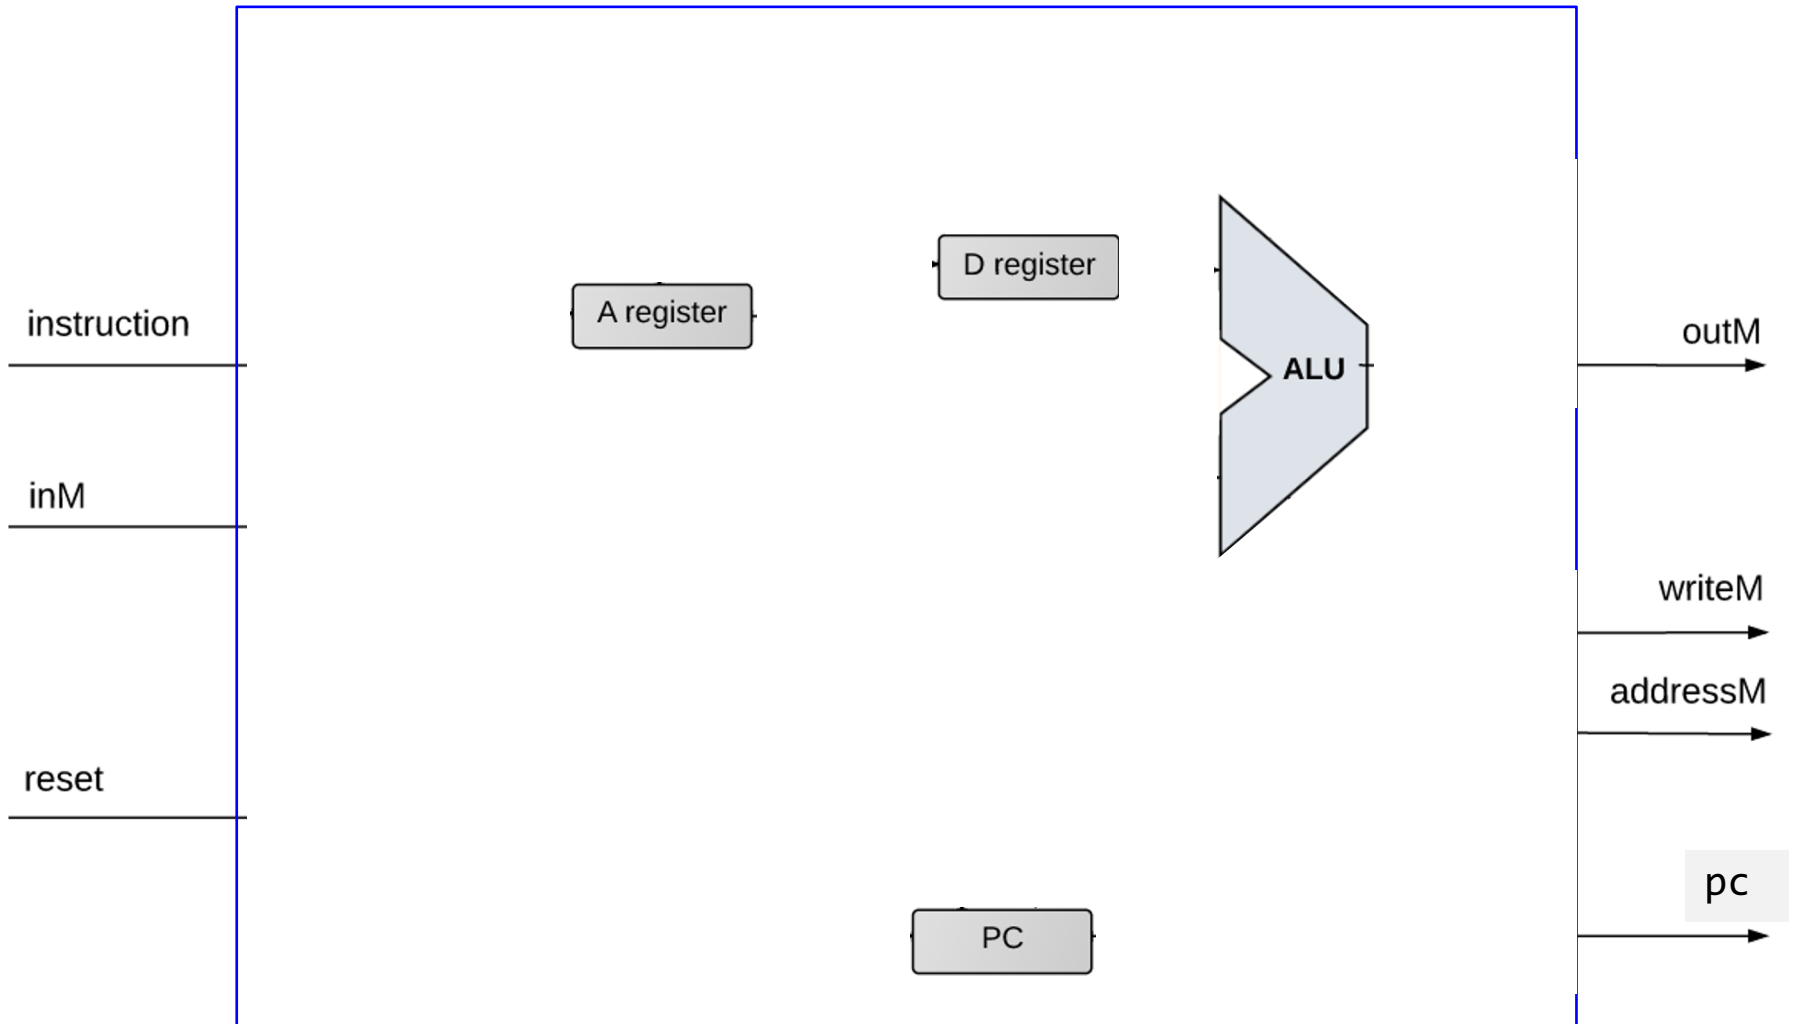 instruction
inM
reset
A register
D register
ALU
PC
outM
writeM
addressM
pc